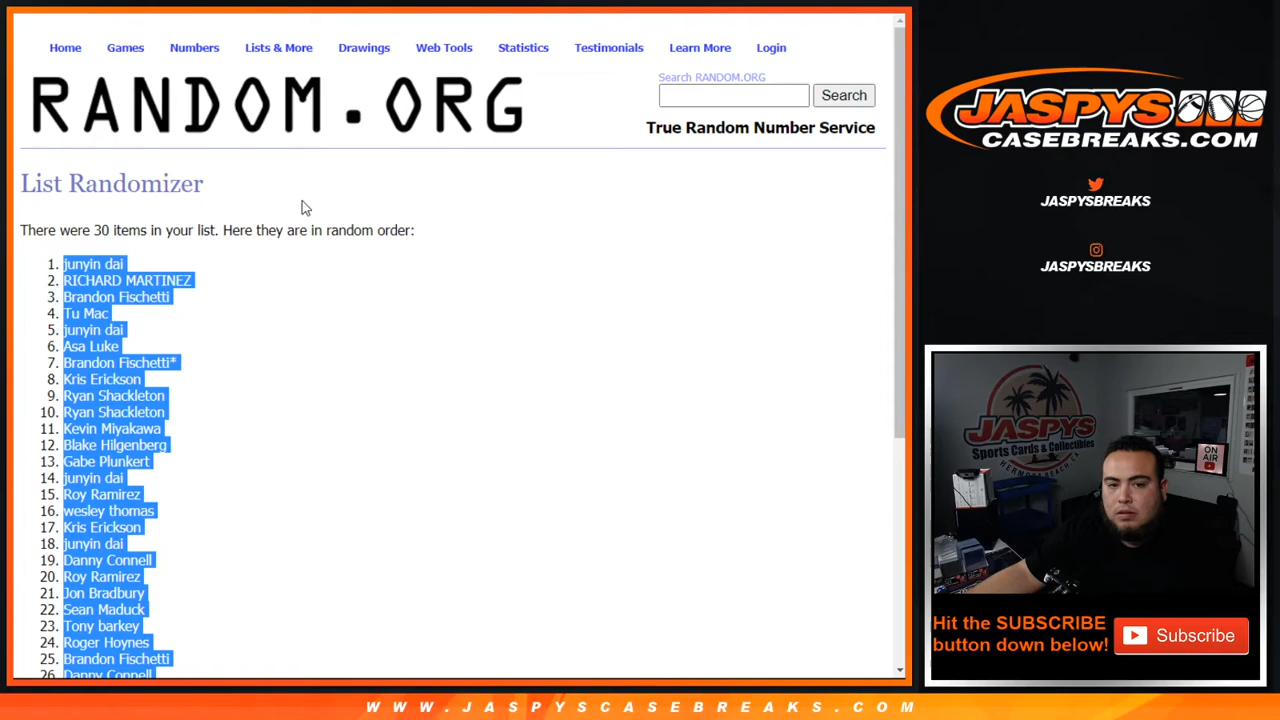 Home Games Numbers Lists & More Drawings Web Tools Statistics Testimonials Learn More Login
RANDOM.ORG
Search RANDOM.ORG
Search
True Random Number Service
List Randomizer
There were 30 items in your list. Here they are in random order:
1. junyin dai
2. RICHARD MARTINEZ
3. Brandon Fischetti
4. Tu Mac
5. junyin dai
6. Asa Luke
7. Brandon Fischetti*
8. Kris Erickson
9. Ryan Shackleton
10. Ryan Shackleton
11. Kevin Miyakawa
12. Blake Hilgenberg
13. Gabe Plunkert
14. junyin dai
15. Roy Ramirez
16. wesley thomas
17. Kris Erickson
18. junyin dai
19. Danny Connell
20. Roy Ramirez
21. Jon Bradbury
22. Sean Maduck
23. Tony barkey
24. Roger Hoynes
25. Brandon Fischetti
26. Danny Connell
JASPYS
CASEBREAKS.COM
JASPYSBREAKS
JASPYSBREAKS
JASPYS
Sports Cards & Collectibles
HERMOSA BEACH, CA
ON AIR
Hit the SUBSCRIBE
button down below!
Subscribe
WWW.JASPYSCASEBREAKS.COM